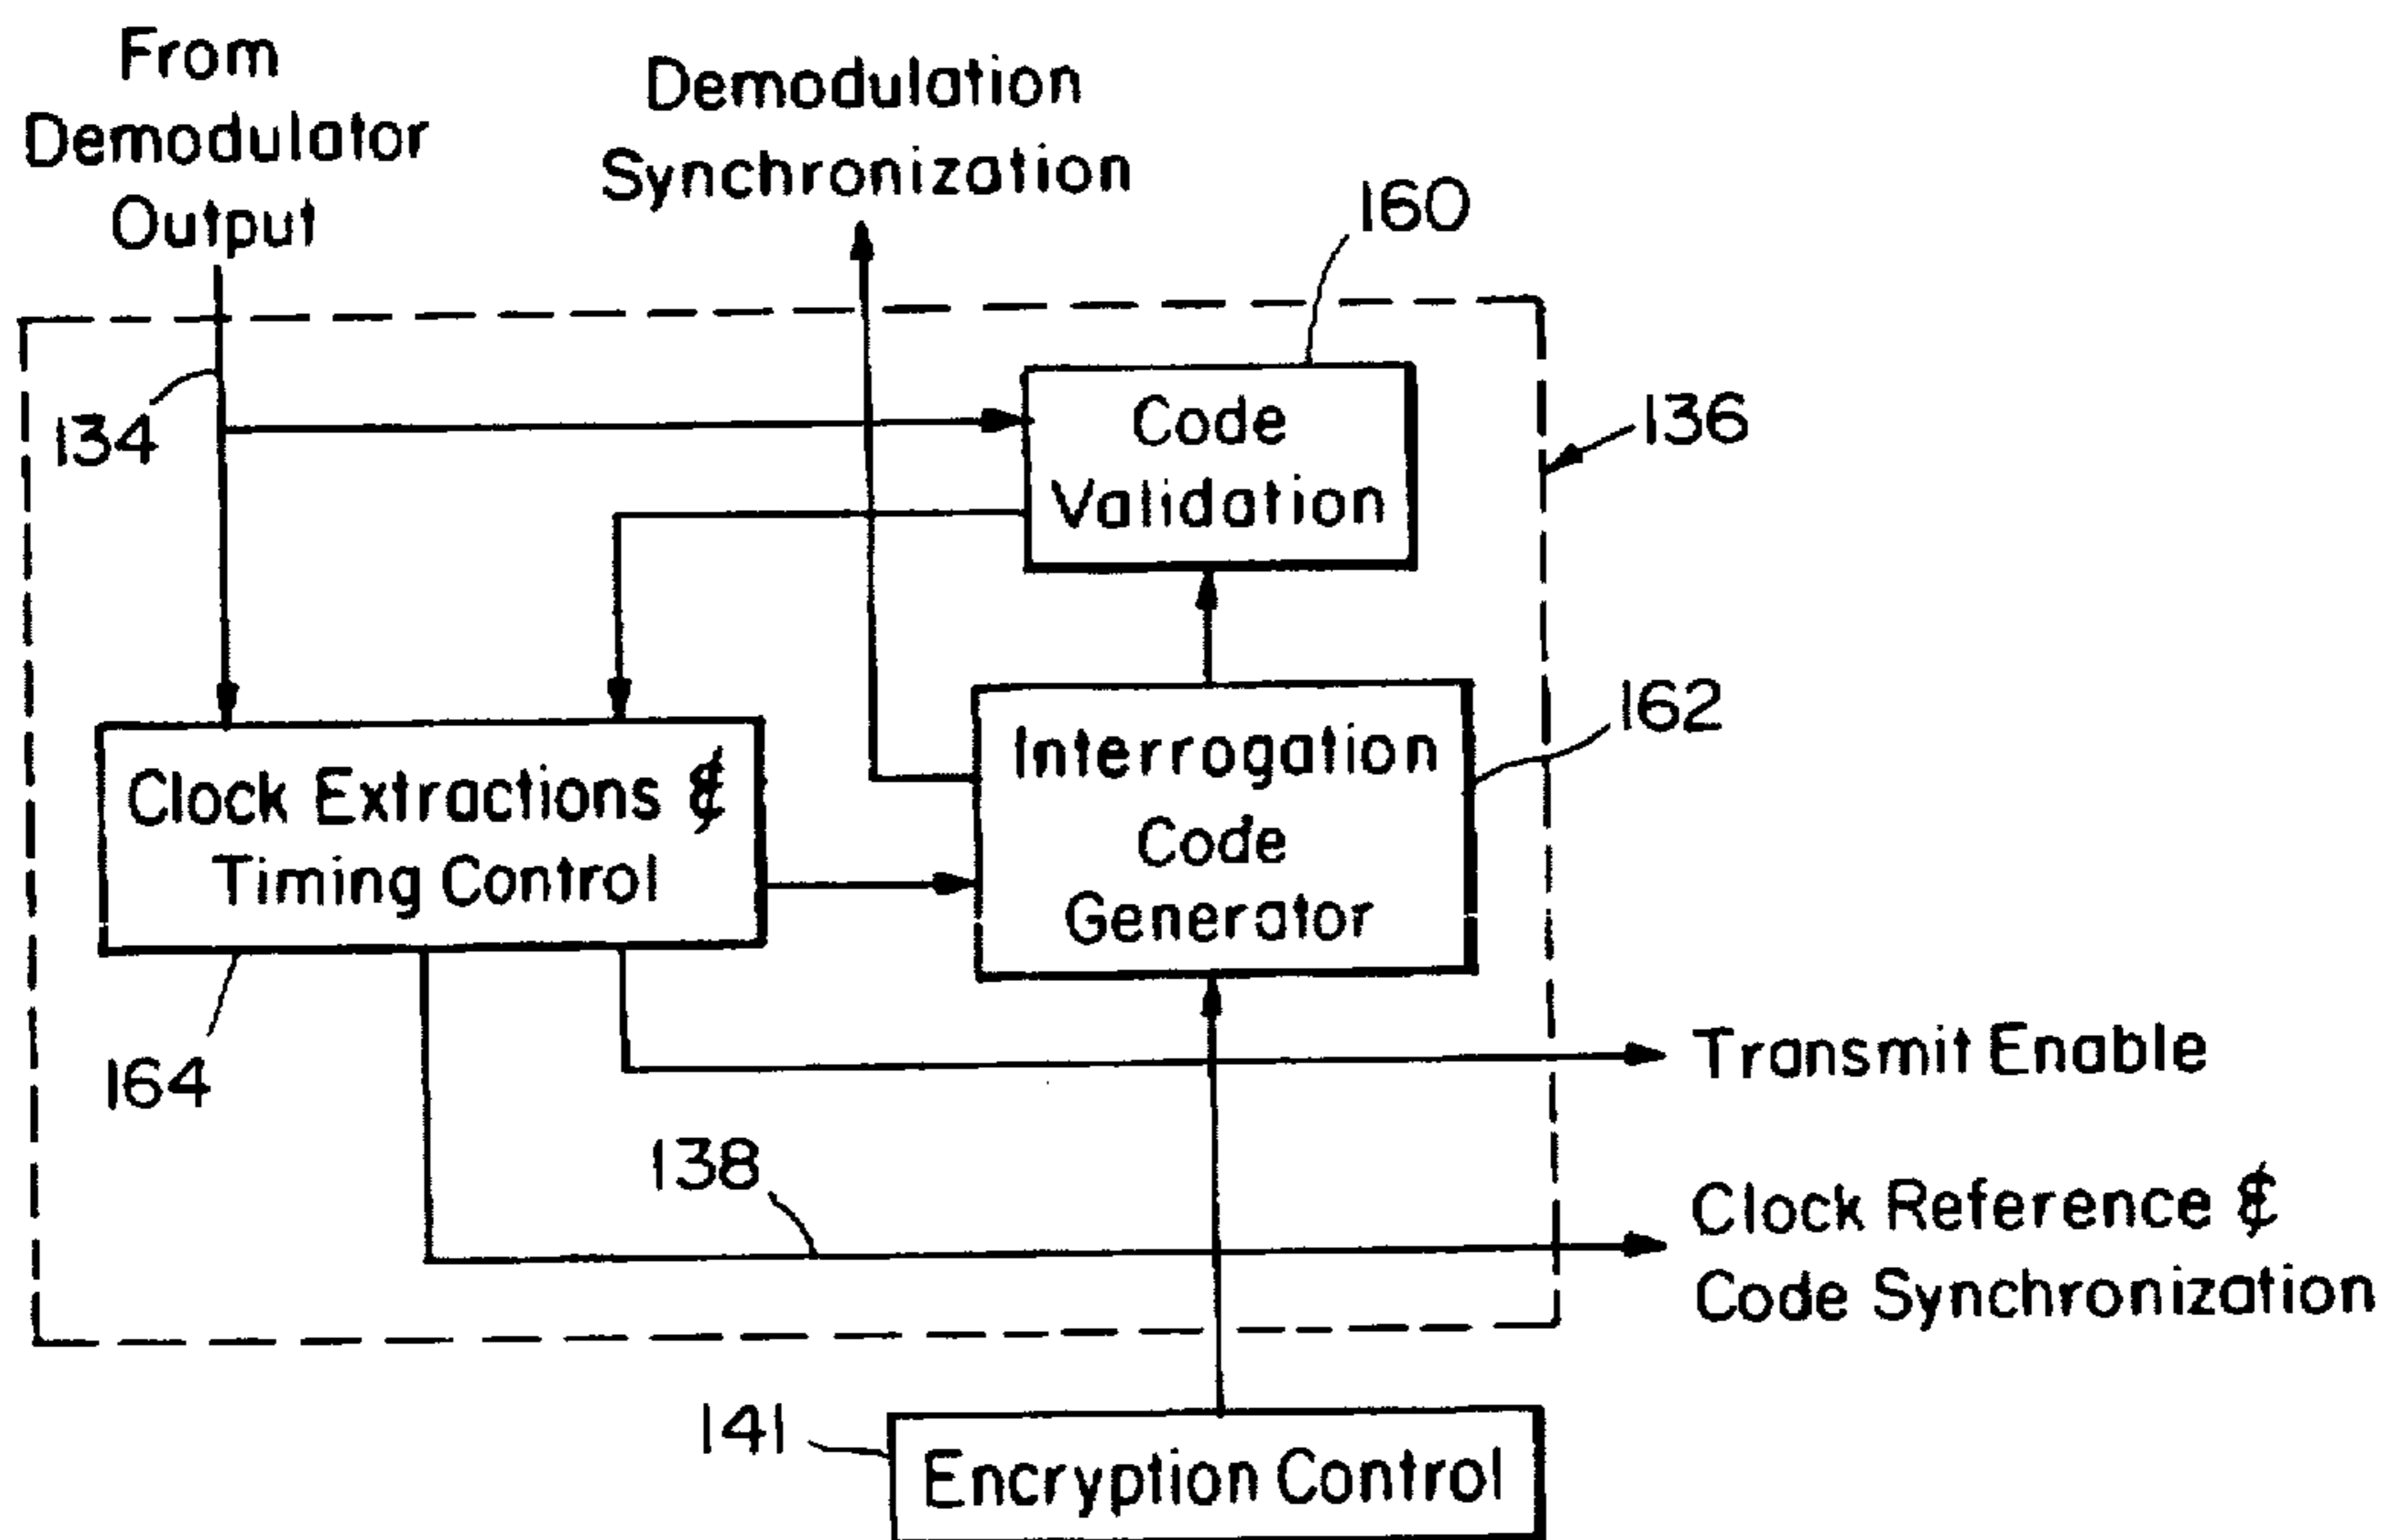 From
Demodulator
Output
Demodulation
Synchronization
160
134
Code
Validation
136
162
Interrogation
Code
Generator
Clock Extractions &
Timing Control
164
Transmit Enable
138
Clock Reference &
Code Synchronization
141
Encryption Control